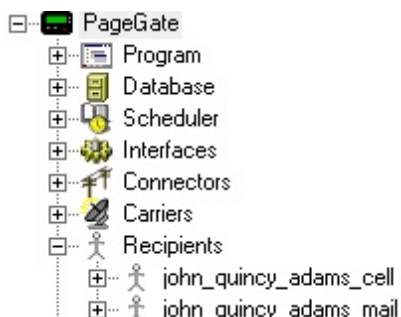 PageGate
Program
Database
Scheduler
Interfaces
Connectors
Carriers
Recipients
john_quincy_adams_cell
john_quincy_adams_mail